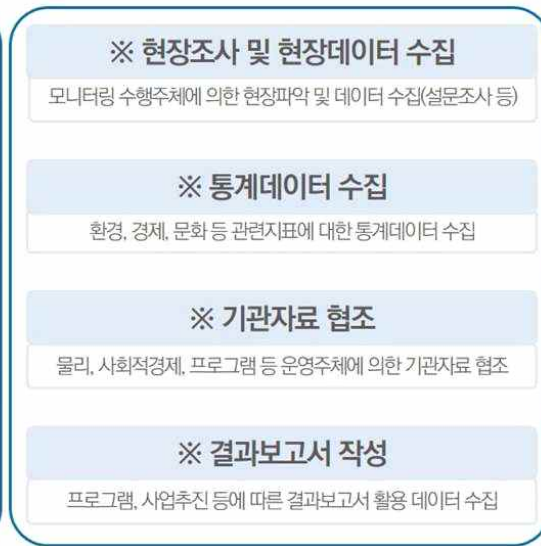 ※ 현장조사 및 현장데이터 수집
모니터링 수행주체에 의한 현장파악 및 데이터 수집(설문조사 등)
※ 통계데이터 수집
환경, 경제, 문화 등 관련지표에 대한 통계데이터 수집
※ 기관자료 협조
물리, 사회적경제, 프로그램 등 운영주체에 의한 기관자료 협조
※ 결과보고서 작성
프로그램, 사업추진 등에 따른 결과보고서 활용 데이터 수집